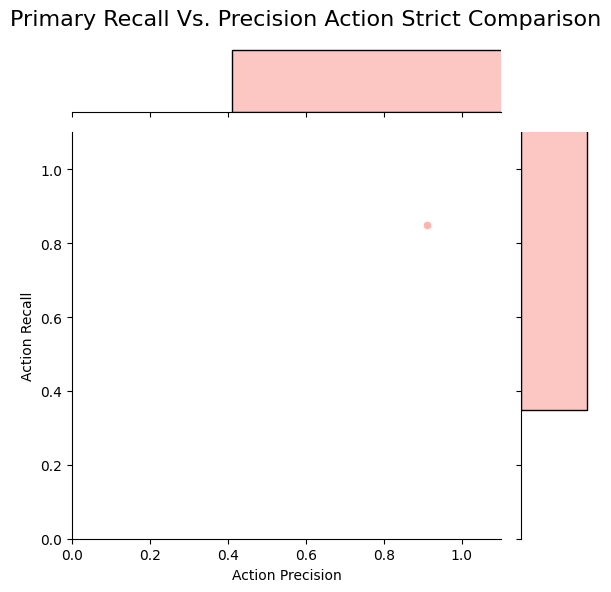 Primary Recall Vs. Precision Action Strict Comparison
1.0
0.8
0.6
0.4
0.2
0.0
Action Recall
0.0 0.2 0.4 0.6 0.8 1.0
Action Precision